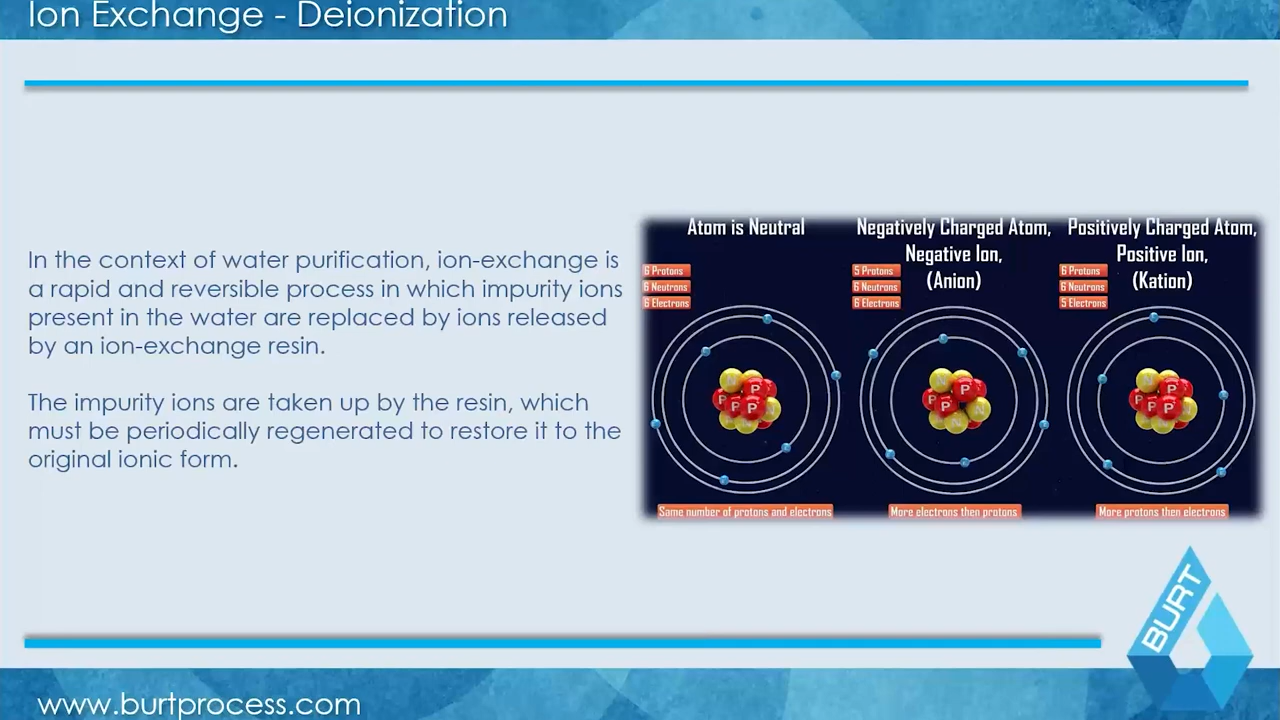 Ion Exchange - Deionization
In the context of water purification, ion-exchange is
a rapid and reversible process in which impurity ions
present in the water are replaced by ions released
by an ion-exchange resin.
The impurity ions are taken up by the resin, which
must be periodically regenerated to restore it to the
original ionic form.
Atom is Neutral
6 Protons
6 Neutrons
6 Electrons
P
P
P
P
N
N
N
Same number of protons and electrons
Negatively Charged Atom,
Negative Ion,
(Anion)
5 Protons
6 Neutrons
6 Electrons
P
P
P
N
N
N
More electrons then protons
Positively Charged Atom,
Positive Ion,
(Kation)
6 Protons
6 Neutrons
5 Electrons
P
P
P
P
N
N
N
More protons then electrons
BURT
www.burtprocess.com